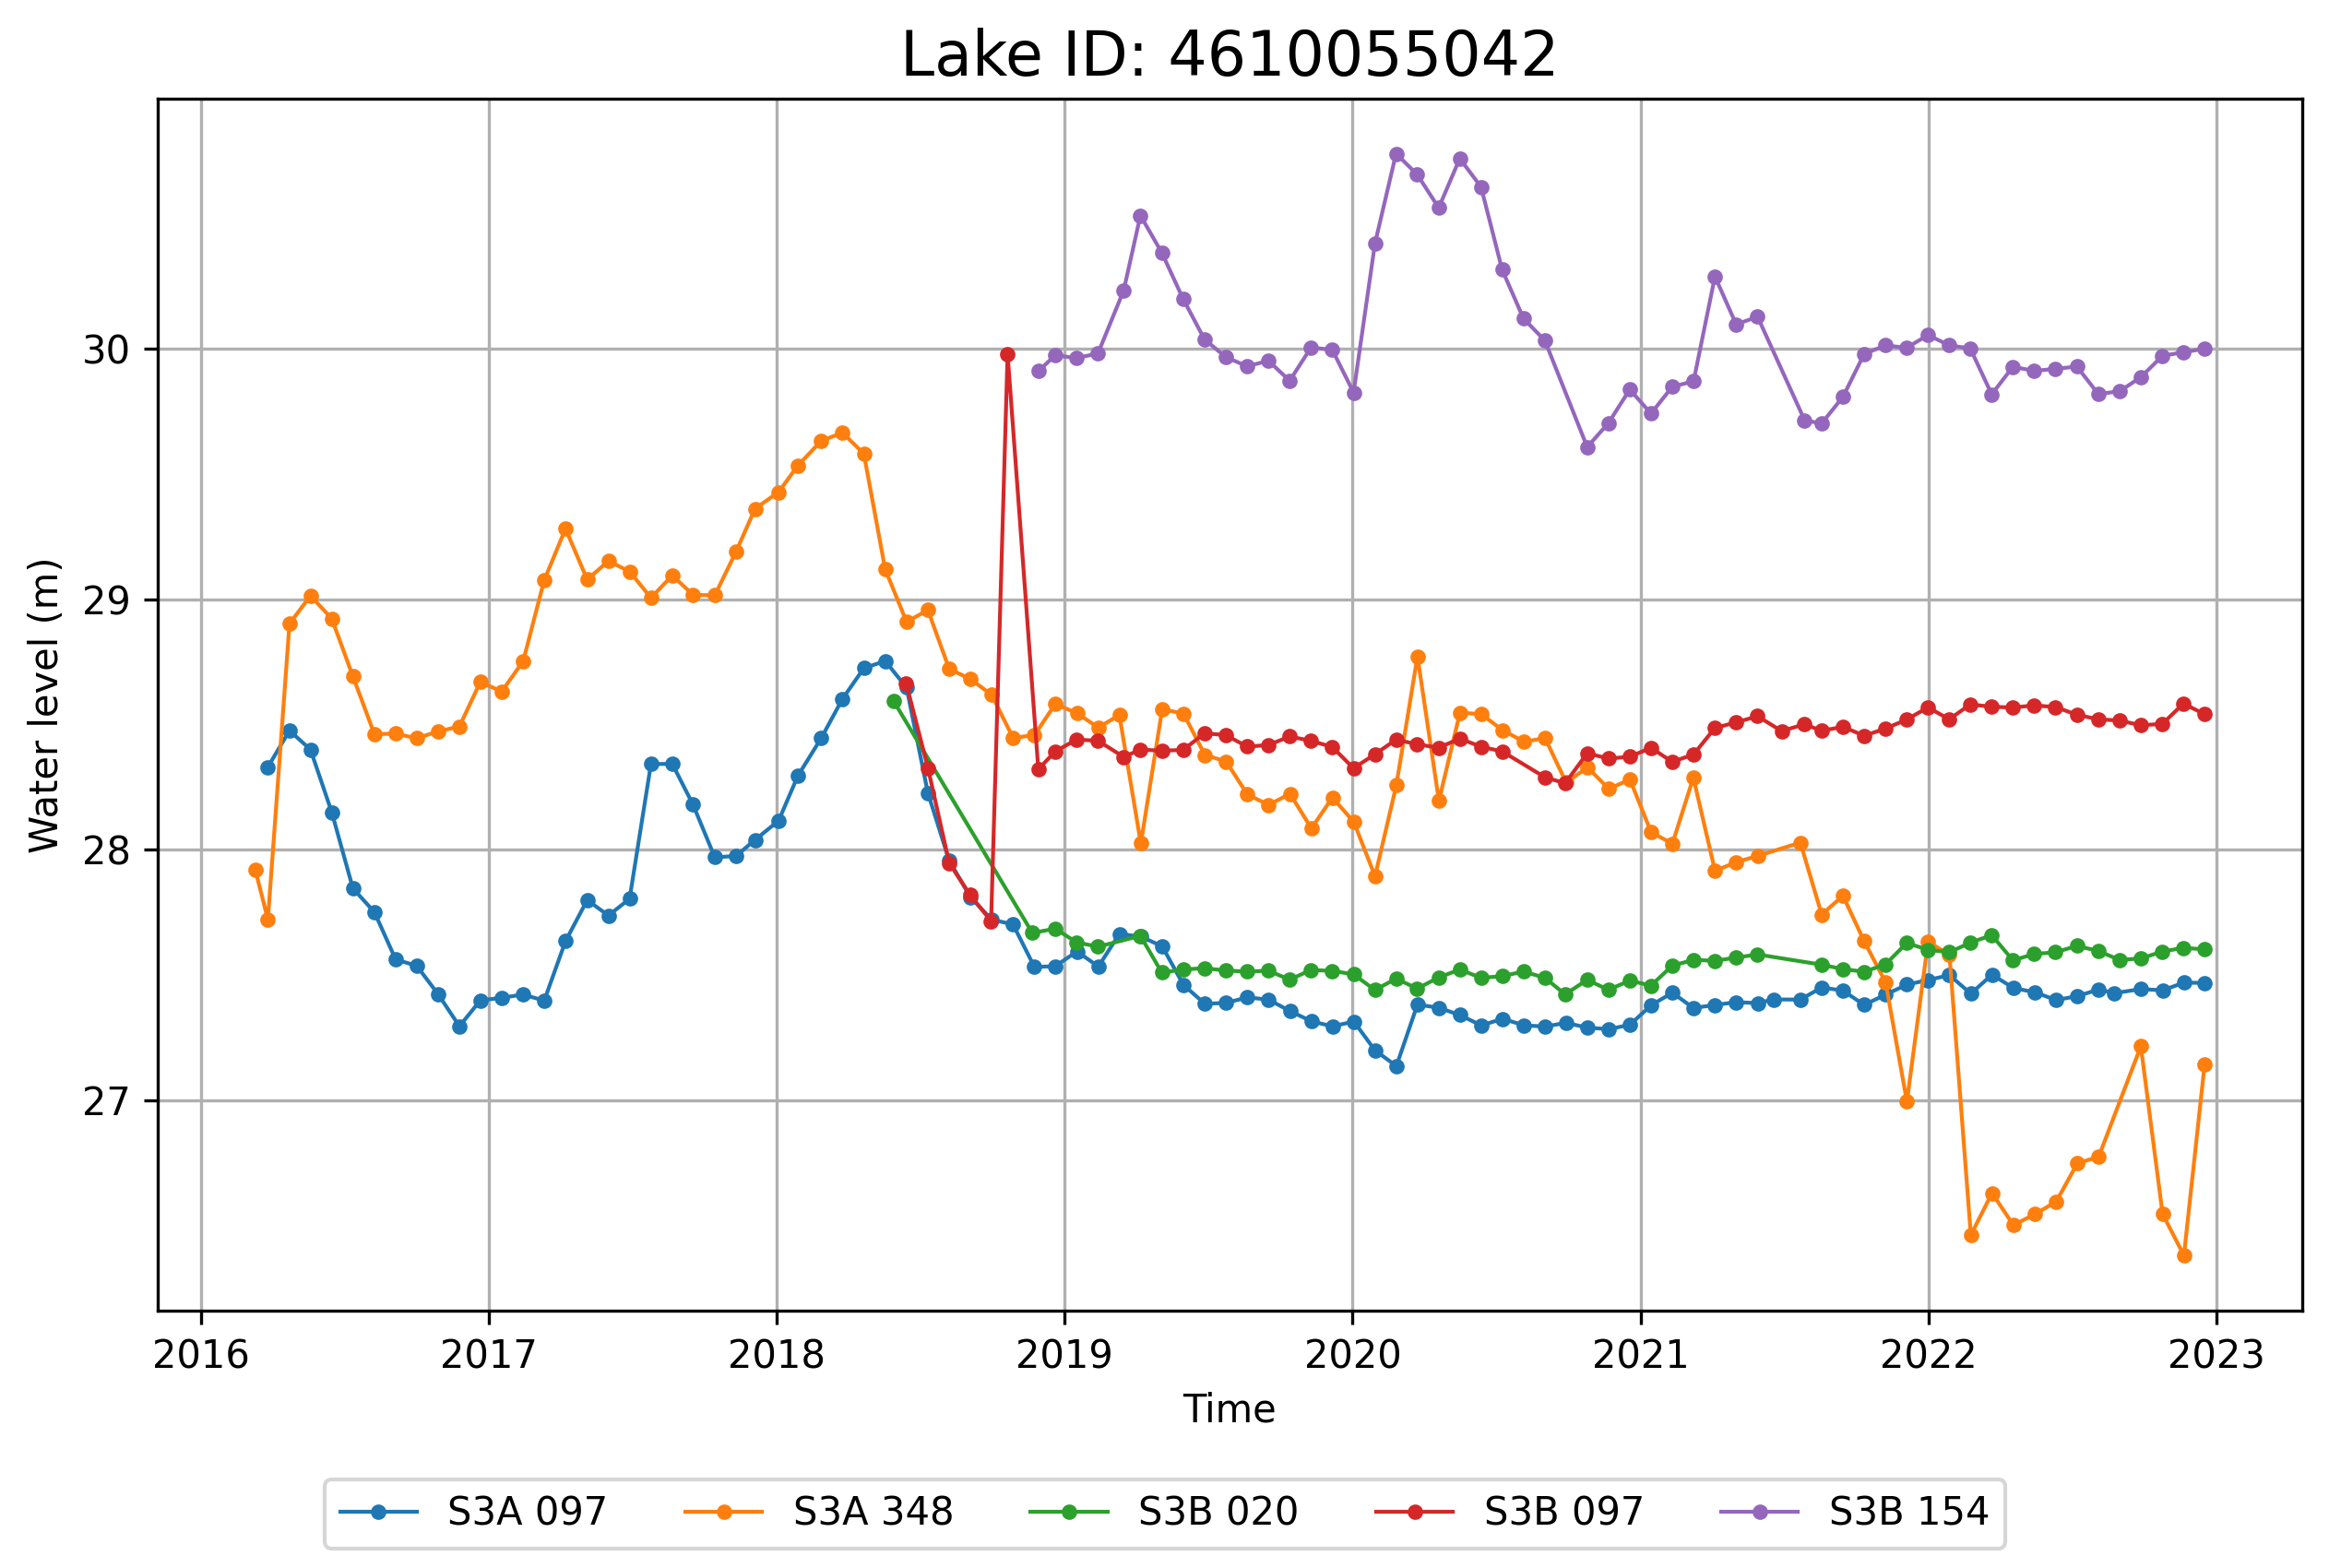 Lake ID: 4610055042
Water level (m)
30
29
28
27
2016 2017 2018 2019 2020 2021 2022 2023
Time
S3A 097 S3A 348 S3B 020 S3B 097 S3B 154